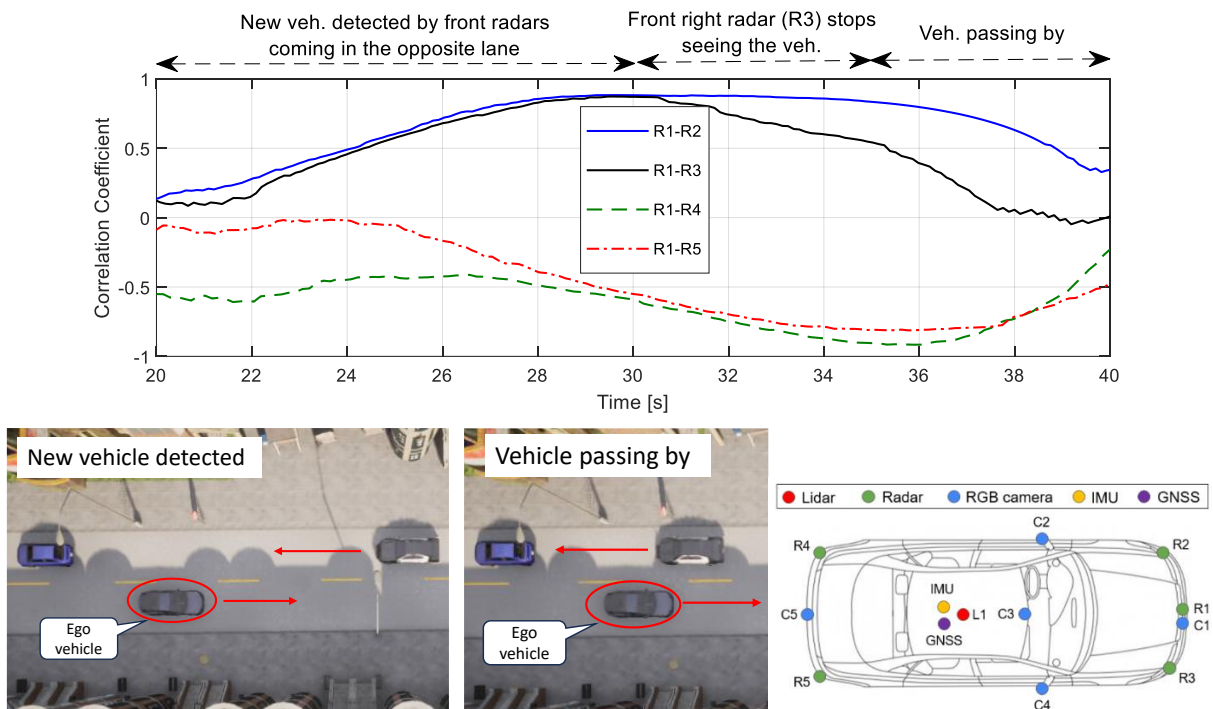 New veh. detected by front radars
coming in the opposite lane
Front right radar (R3) stops
seeing the veh.
Veh. passing by
1
0.5
0
-0.5
-1
Correlation Coefficient
R1-R2
R1-R3
R1-R4
R1-R5
20
22
24
26
28
30
32
34
36
38
40
Time [s]
New vehicle detected
Ego
vehicle
Vehicle passing by
Ego
vehicle
Lidar
Radar
RGB camera
IMU
GNSS
C2
R4
R2
IMU
R1
C5
L1
C3
C1
GNSS
R5
R3
C4